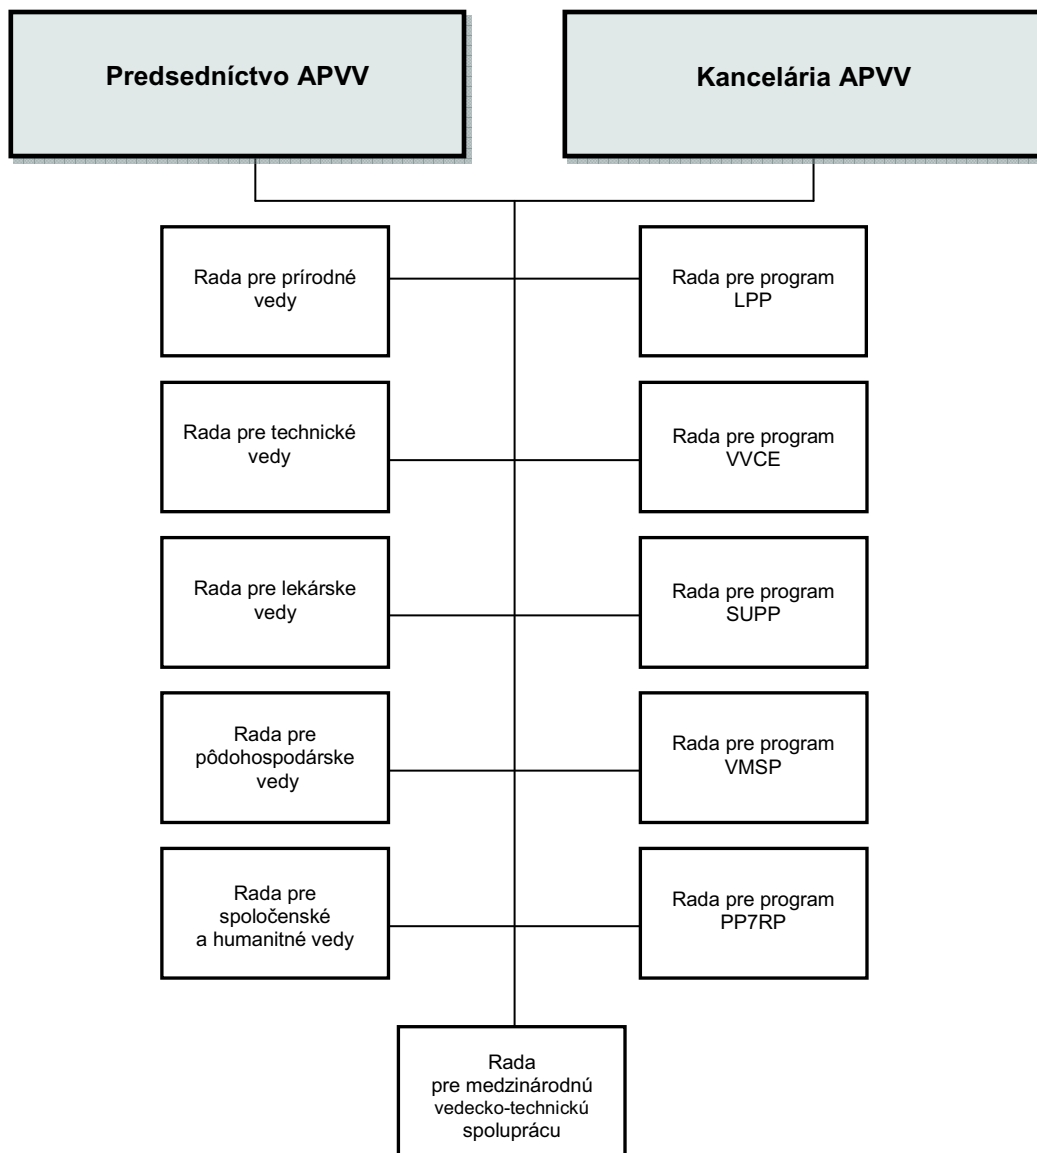 Predsedníctvo APVV
Kancelária APVV
Rada pre prírodné
vedy
Rada pre program
LPP
Rada pre technické
vedy
Rada pre program
VVCE
Rada pre lekárske
vedy
Rada pre program
SUPP
Rada pre
pôdohospodárske
vedy
Rada pre program
VMSP
Rada pre
spoločenské
a humanitné vedy
Rada pre program
PP7RP
Rada
pre medzinárodnú
vedecko-technickú
spoluprácu